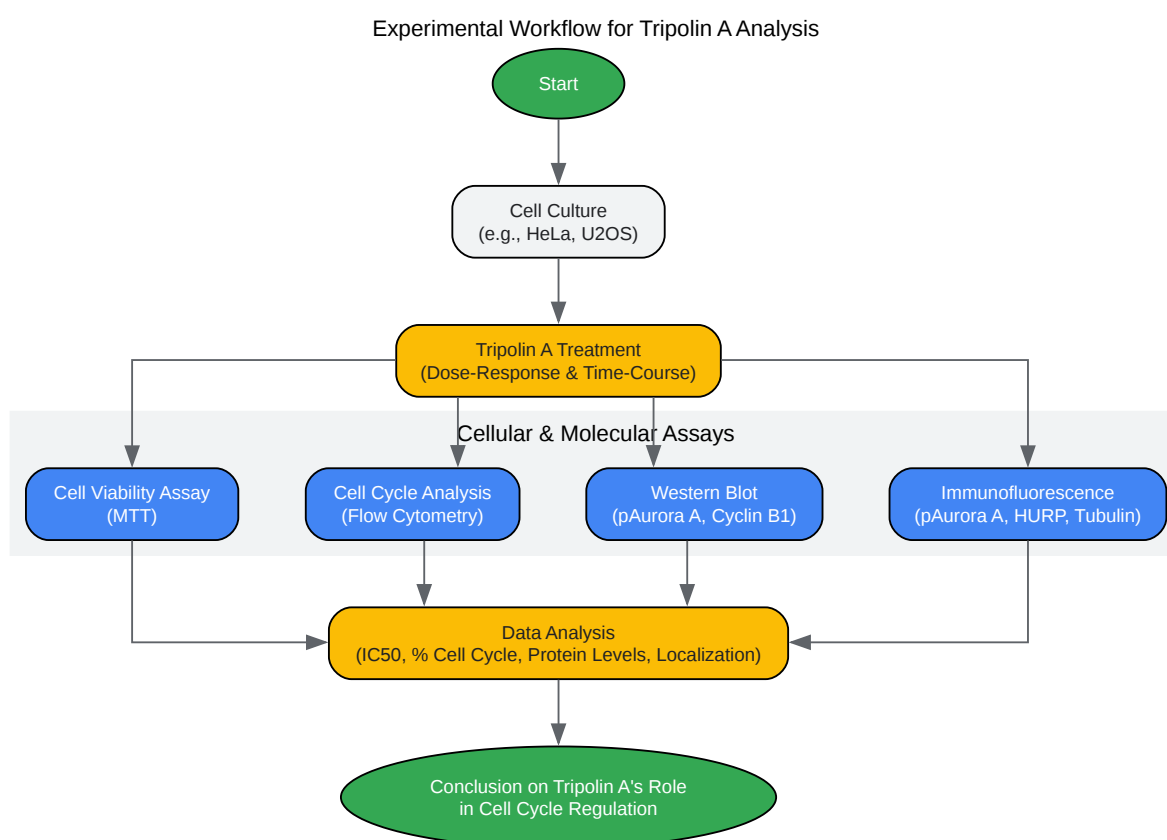 Experimental Workflow for Tripolin A Analysis
Start
Cell Culture
(e.g., HeLa, U2OS)
Tripolin A Treatment
(Dose-Response & Time-Course)
Cellular & Molecular Assays
Cell Viability Assay
(MTT)
Cell Cycle Analysis
(Flow Cytometry)
Western Blot
(pAurora A, Cyclin B1)
Immunofluorescence
(pAurora A, HURP, Tubulin)
Data Analysis
(IC50, % Cell Cycle, Protein Levels, Localization)
Conclusion on Tripolin A's Role
in Cell Cycle Regulation